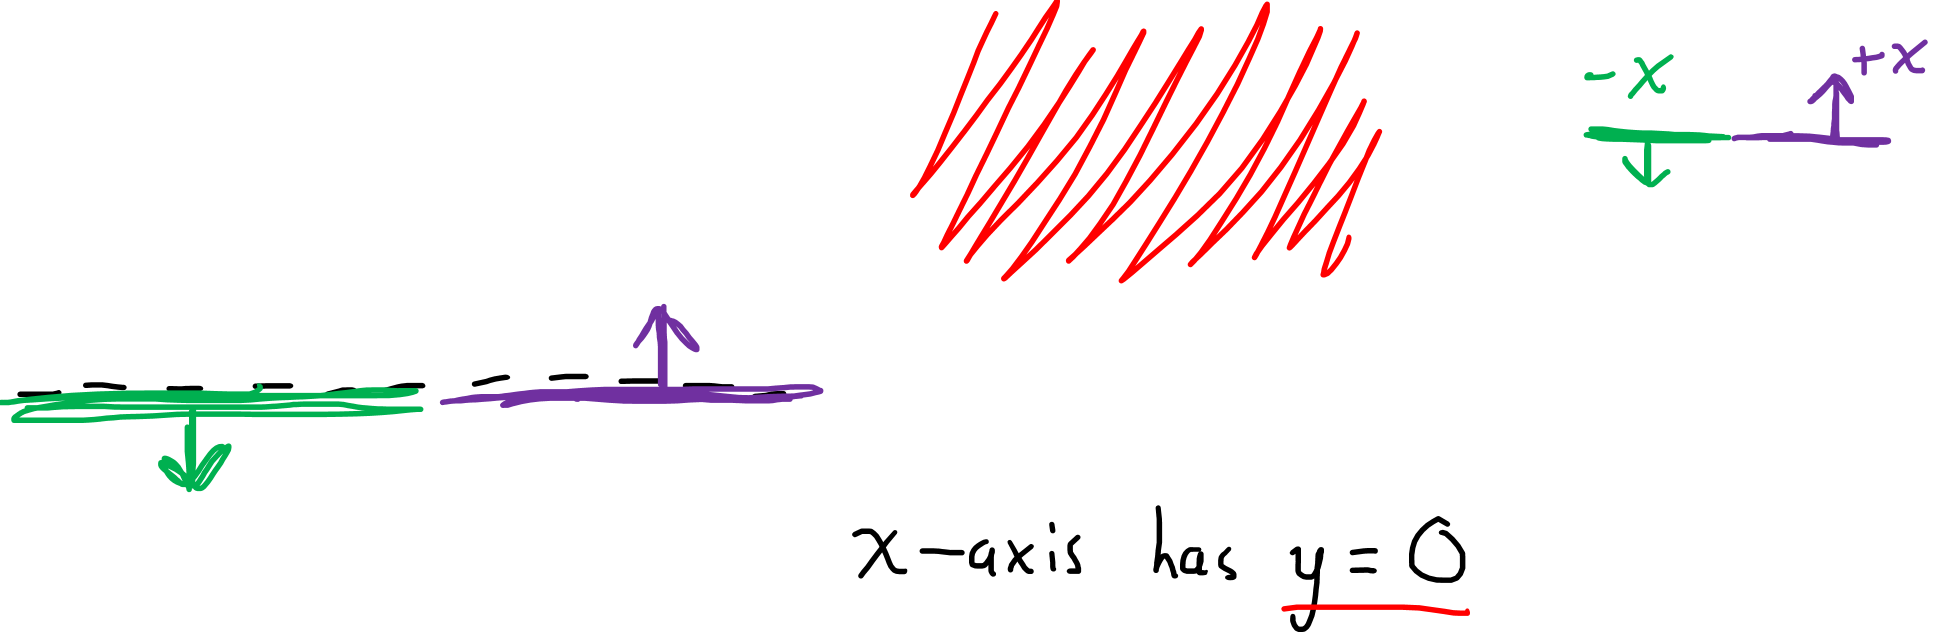 -x
+x
x-axis has y=0